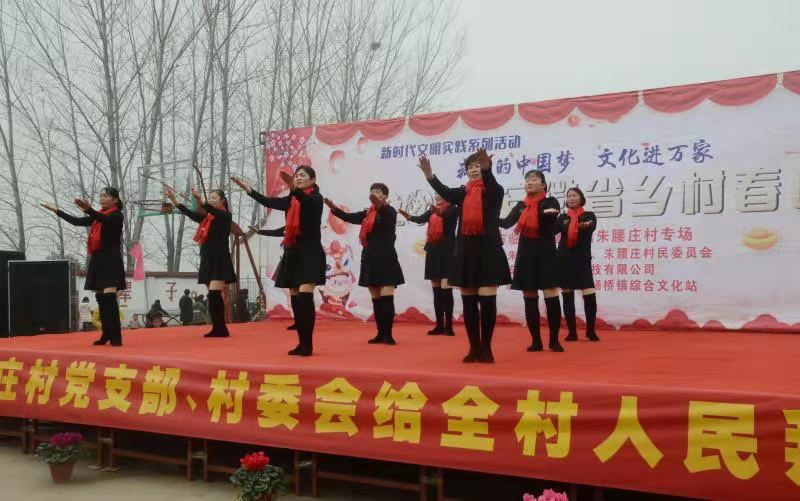 新时代文明实践系列活动
的中国梦 文化进万家
省乡村春
朱腰庄村专场
朱腰庄村民委员会
技有限公司
杨桥镇综合文化站
子
庄村党支部、村委会给全村人民